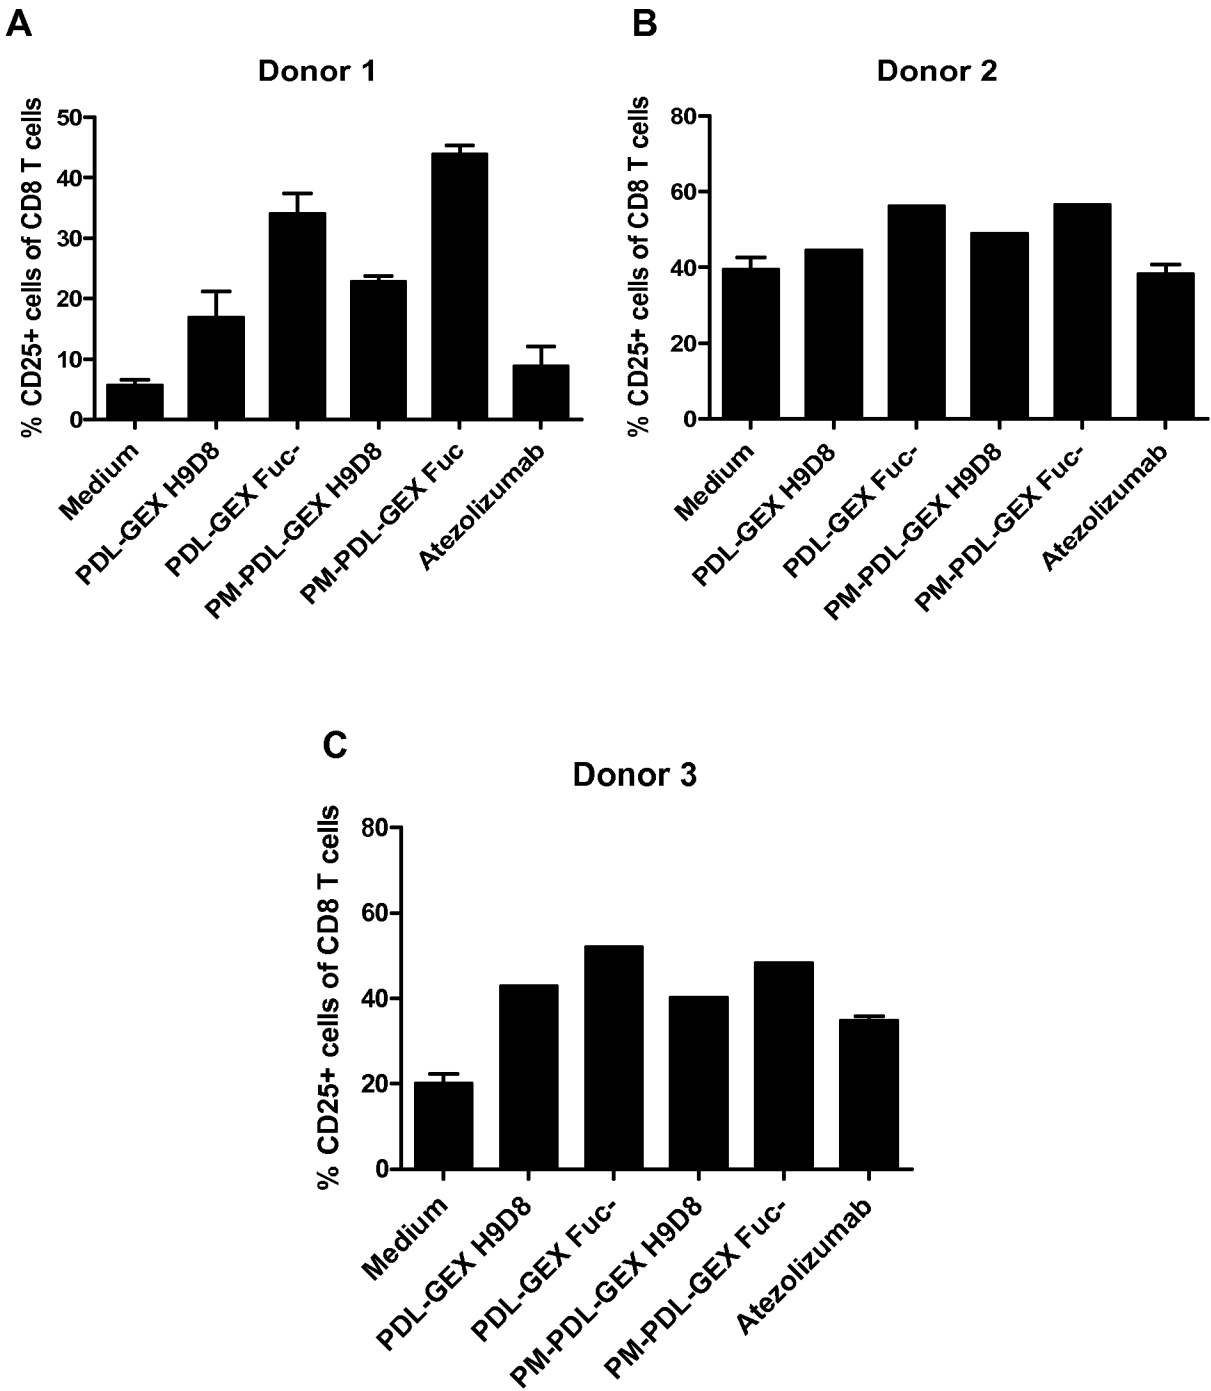 A
Donor 1
% CD25+ cells of CD8 T cells
50
40
30
20
10
0
Medium
PDL-GEX H9D8
PDL-GEX Fuc-
PM-PDL-GEX H9D8
PM-PDL-GEX Fuc
Atezolizumab
B
Donor 2
% CD25+ cells of CD8 T cells
80
60
40
20
0
Medium
PDL-GEX H9D8
PDL-GEX Fuc-
PM-PDL-GEX H9D8
PM-PDL-GEX Fuc-
Atezolizumab
C
Donor 3
% CD25+ cells of CD8 T cells
80
60
40
20
0
Medium
PDL-GEX H9D8
PDL-GEX Fuc-
PM-PDL-GEX H9D8
PM-PDL-GEX Fuc-
Atezolizumab